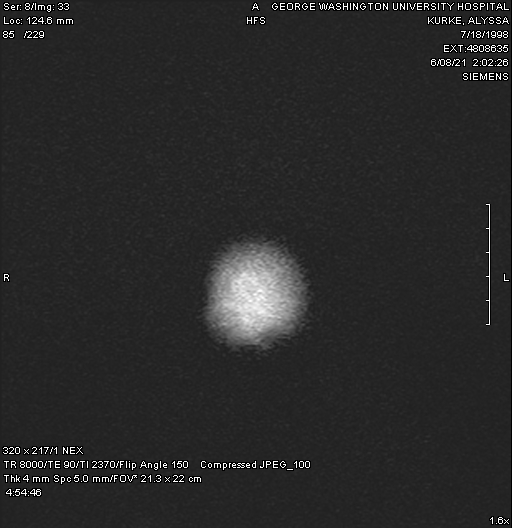 Ser: 8/Img: 33
Loc: 124.6 mm
85 /229
A
HFS
GEORGE WASHINGTON UNIVERSITY HOSPITAL
KURKE, ALYSSA
7/18/1998
EXT:4808635
6/08/21 2:02:26
SIEMENS
R
L
320 x 217/1 NEX
TR 8000/TE 90/TI 2370/Flip Angle 150 Compressed JPEG_100
Thk 4 mm Spc 5.0 mm/FOV* 21.3 x 22 cm
4:54:46
1.6x